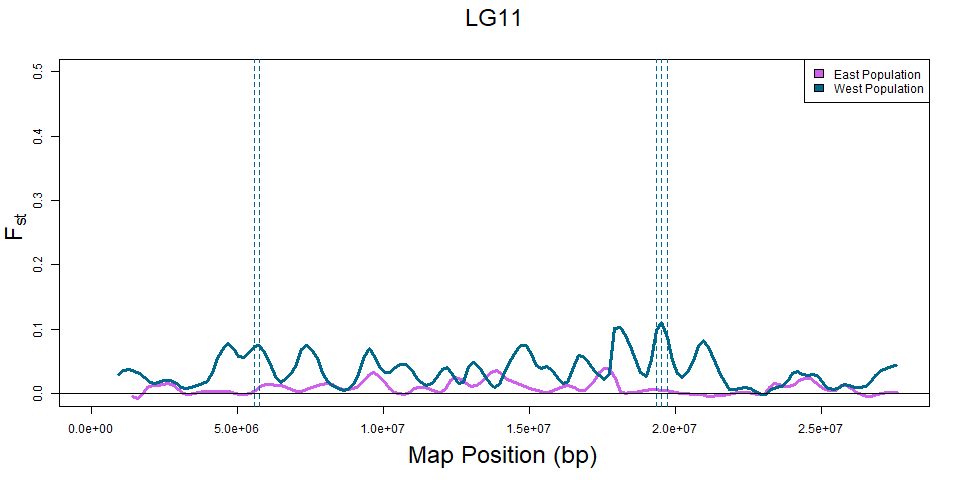 LG11
East Population
West Population
0.5
0.4
0.3
0.2
0.1
0.0
Fst
0.0e+00 5.0e+06 1.0e+07 1.5e+07 2.0e+07 2.5e+07
Map Position (bp)